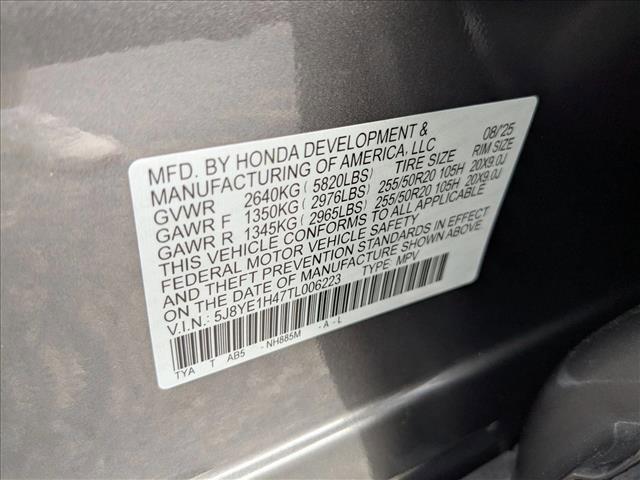 MFD. BY HONDA DEVELOPMENT & 08/'25
MANUFACTURING OF AMERICA, LLC
TIRE SIZE RIM SIZE
GVWR 2640KG ( 5820LBS)
GAWR F 1350KG ( 2976LBS) 255/50R20 105H 20X9.0J
GAWR R 1345KG ( 2965LBS) 255/50R20 105H 20X9.0J
THIS VEHICLE CONFORMS TO ALL APPLICABLE
FEDERAL MOTOR VEHICLE SAFETY
AND THEFT PREVENTION STANDARDS IN EFFECT
ON THE DATE OF MANUFACTURE SHOWN ABOVE.
V.I.N.: 5J8YE1H47TL006223 TYPE: MPV
TYA T AB5 - NH885M - A - L